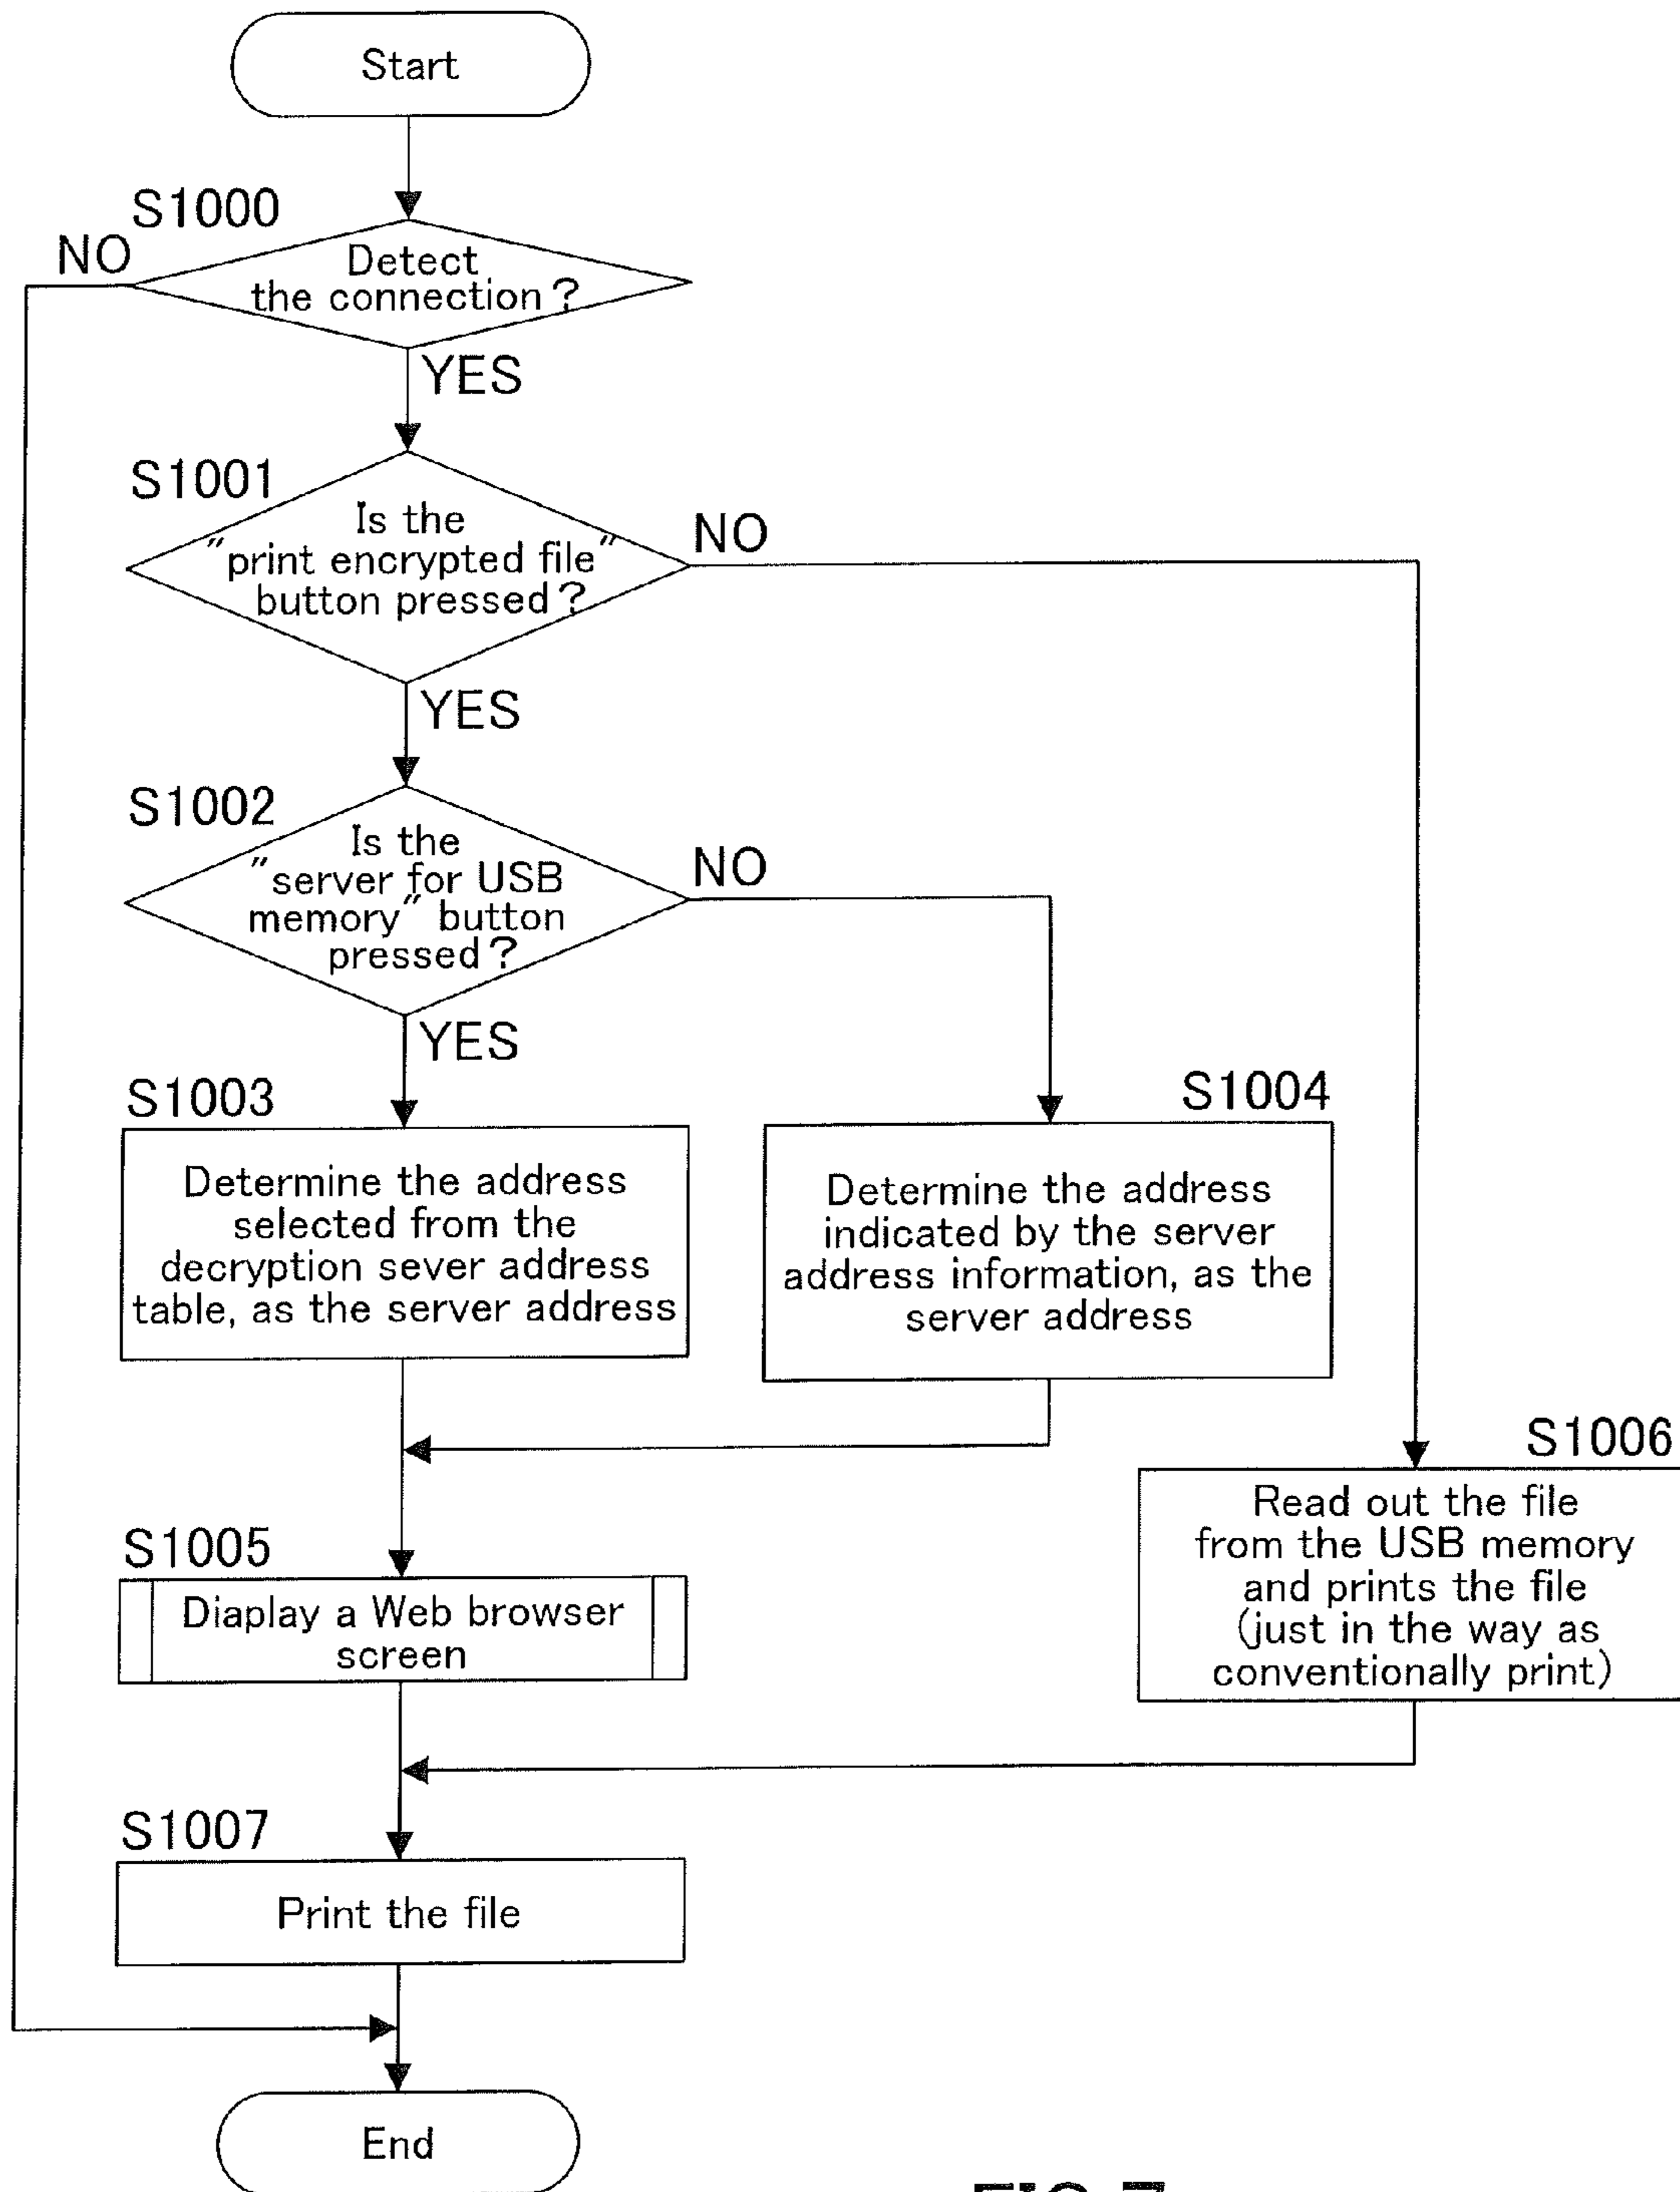 Start
S1000
NO
Detect
the connection?
YES
S1001
Is the
"print encrypted file"
button pressed?
NO
YES
S1002
Is the
"server for USB
memory" button
pressed?
NO
YES
S1003
Determine the address
selected from the
decryption sever address
table, as the server address
S1004
Determine the address
indicated by the server
address information, as the
server address
S1005
Diaplay a Web browser
screen
S1006
Read out the file
from the USB memory
and prints the file
(just in the way as
conventionally print)
S1007
Print the file
End